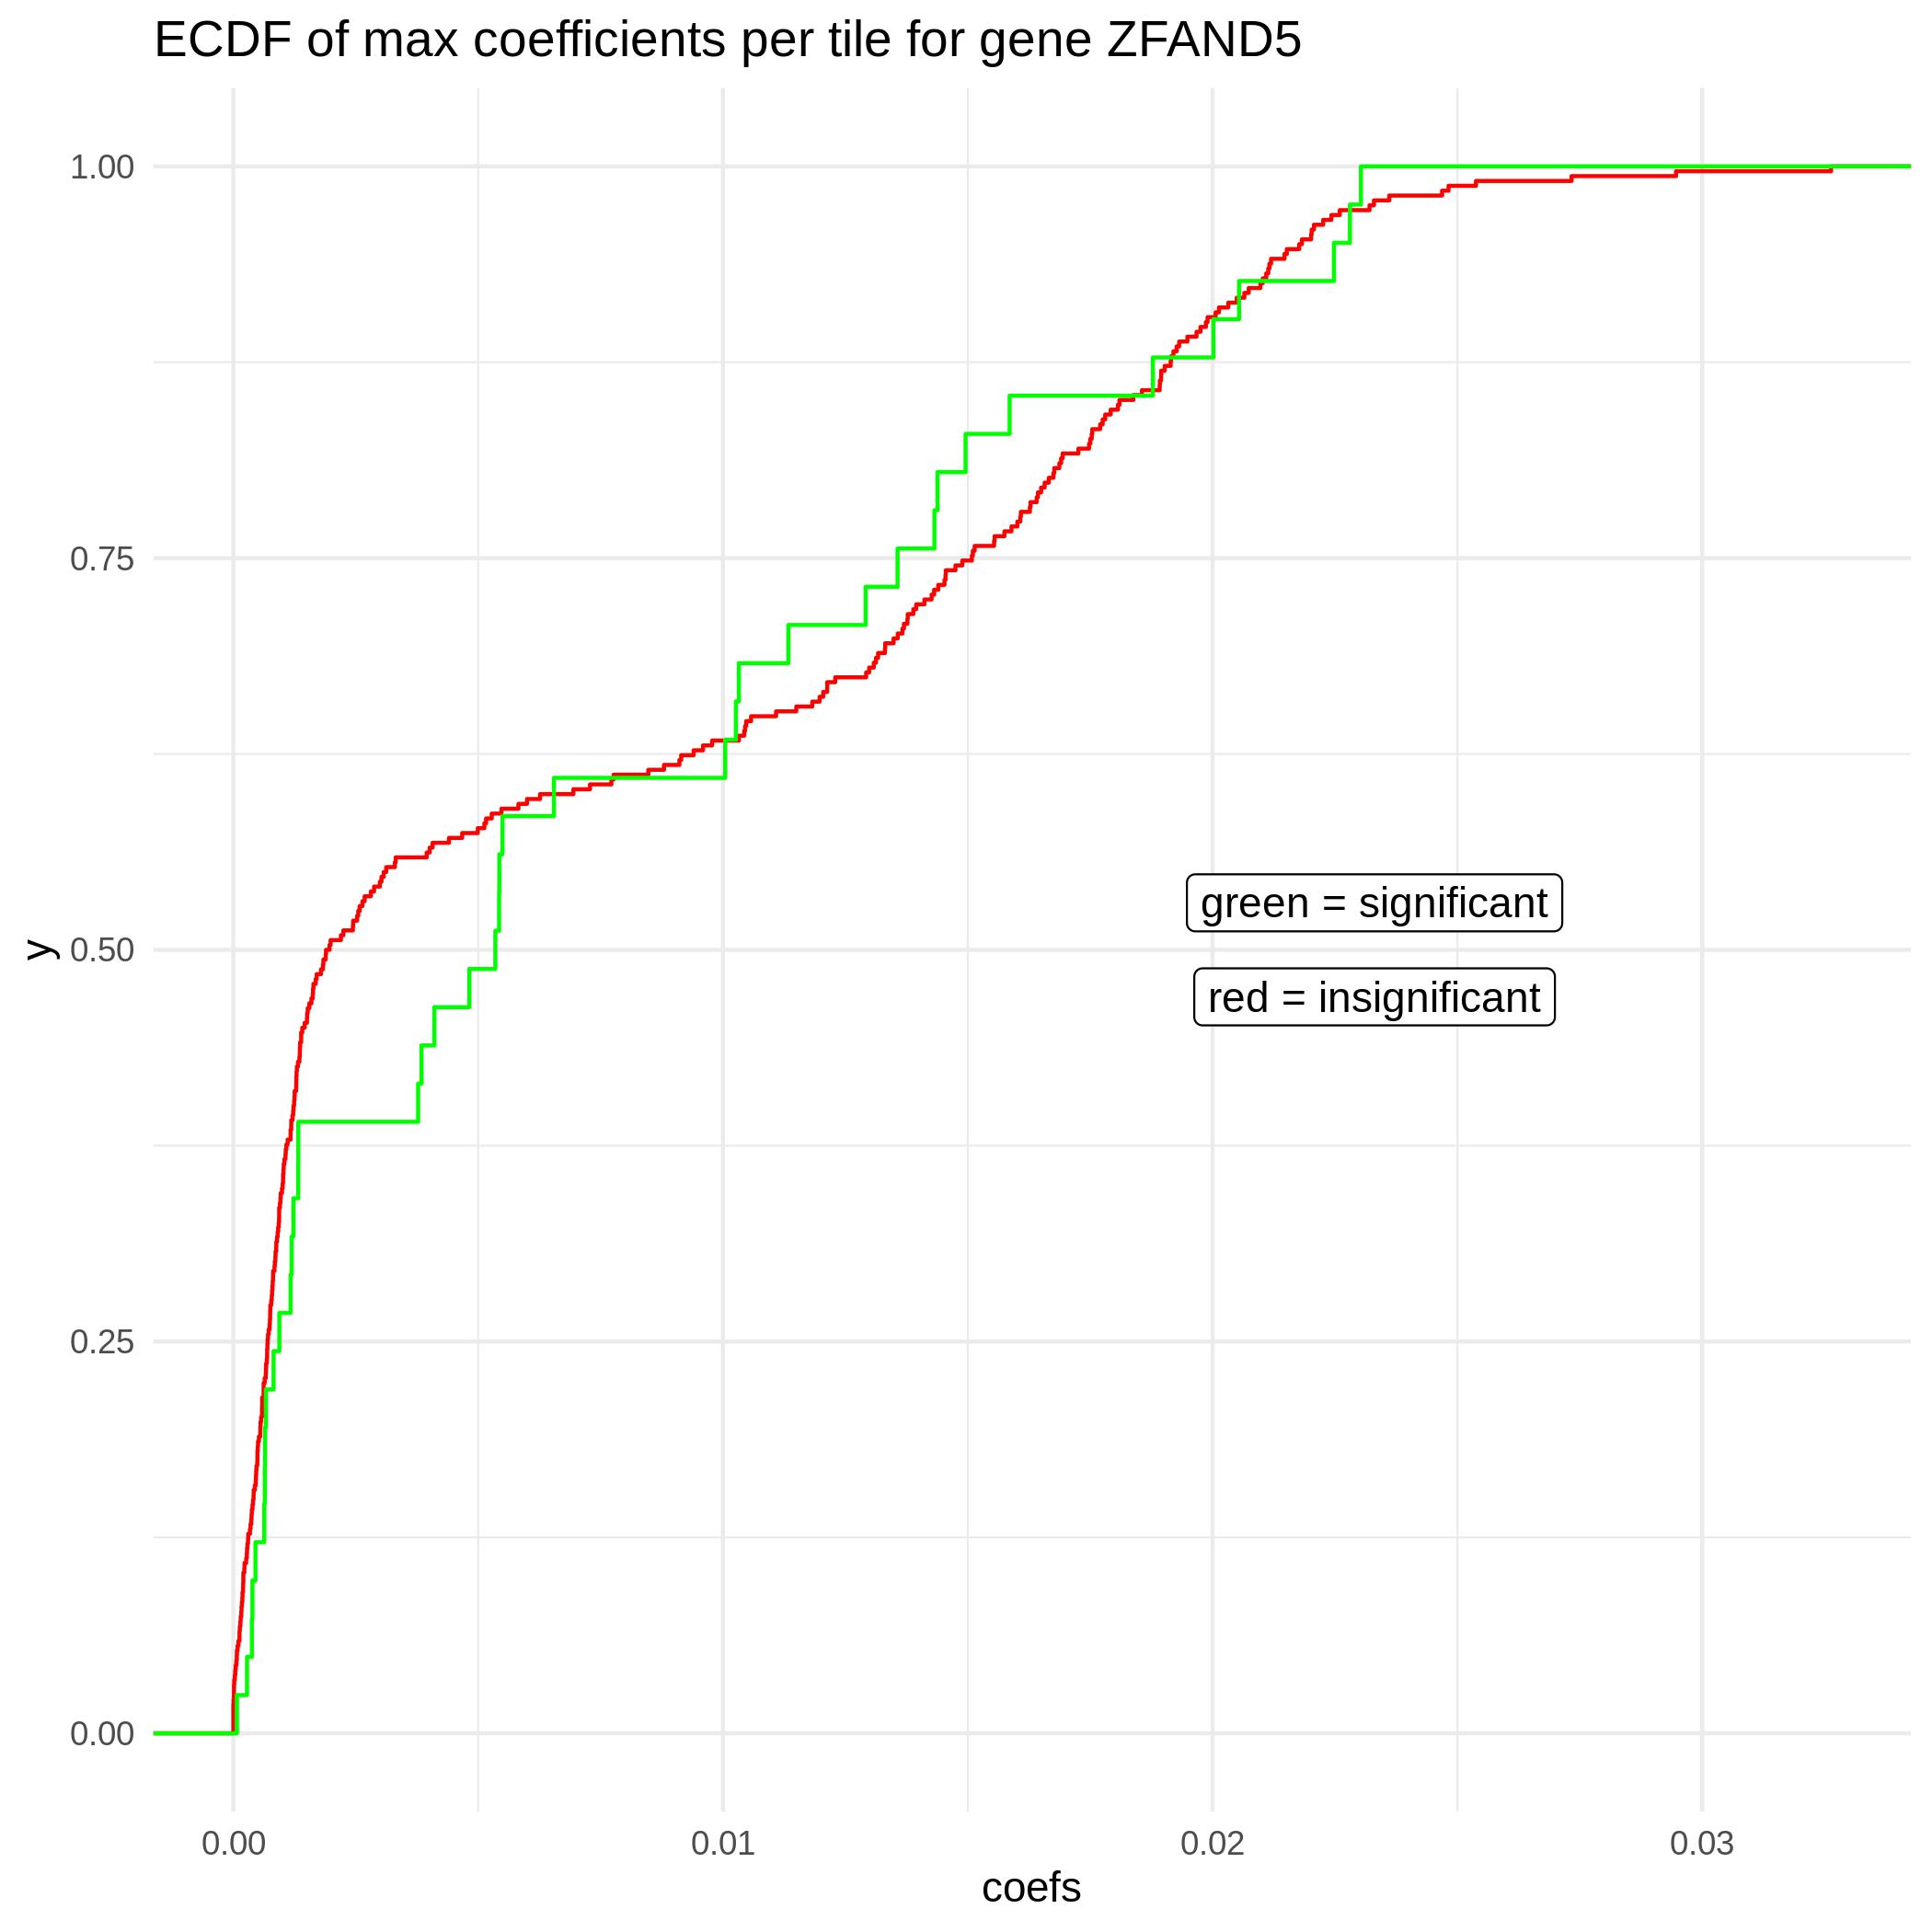 ECDF of max coefficients per tile for gene ZFAND5
1.00
0.75
0.50
0.25
0.00
y
green = significant
red = insignificant
0.00
0.01
0.02
0.03
coefs